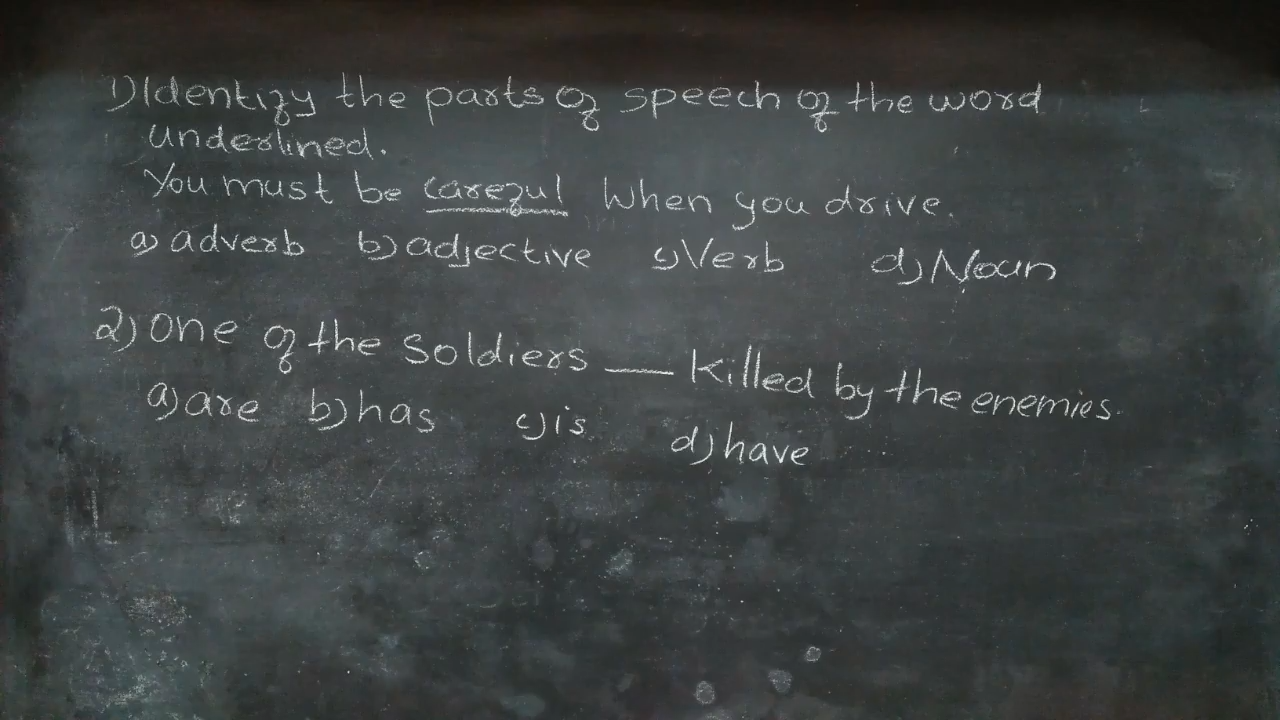 1) Identify the parts of speech of the word
underlined.
You must be careful when you drive.
a) adverb b) adjective c) Verb d) Noun
2) One of the Soldiers ___ killed by the enemies.
a) are b) has c) is d) have